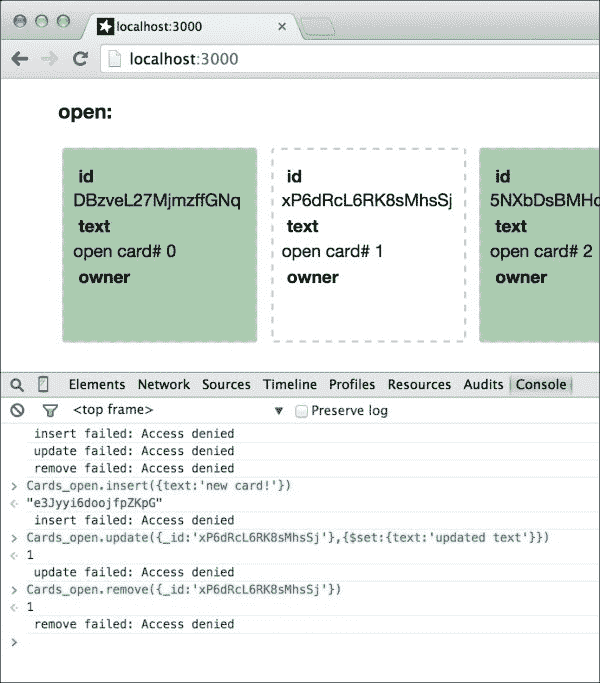 localhost:3000
localhost:3000
open:
id
DBzveL27MjmzffGNq
text
open card# 0
owner
id
xP6dRcL6RK8sMhsSj
text
open card# 1
owner
id
5NXbDsBMHc
text
open card# 2
owner
Elements Network Sources Timeline Profiles Resources Audits Console
<top frame> Preserve log
insert failed: Access denied
update failed: Access denied
remove failed: Access denied
> Cards_open.insert({text:'new card!'})
"e3Jyyi6doojfpZKpG"
insert failed: Access denied
> Cards_open.update({_id:'xP6dRcL6RK8sMhsSj'},{$set:{text:'updated text'}})
1
update failed: Access denied
> Cards_open.remove({_id:'xP6dRcL6RK8sMhsSj'})
1
remove failed: Access denied
>